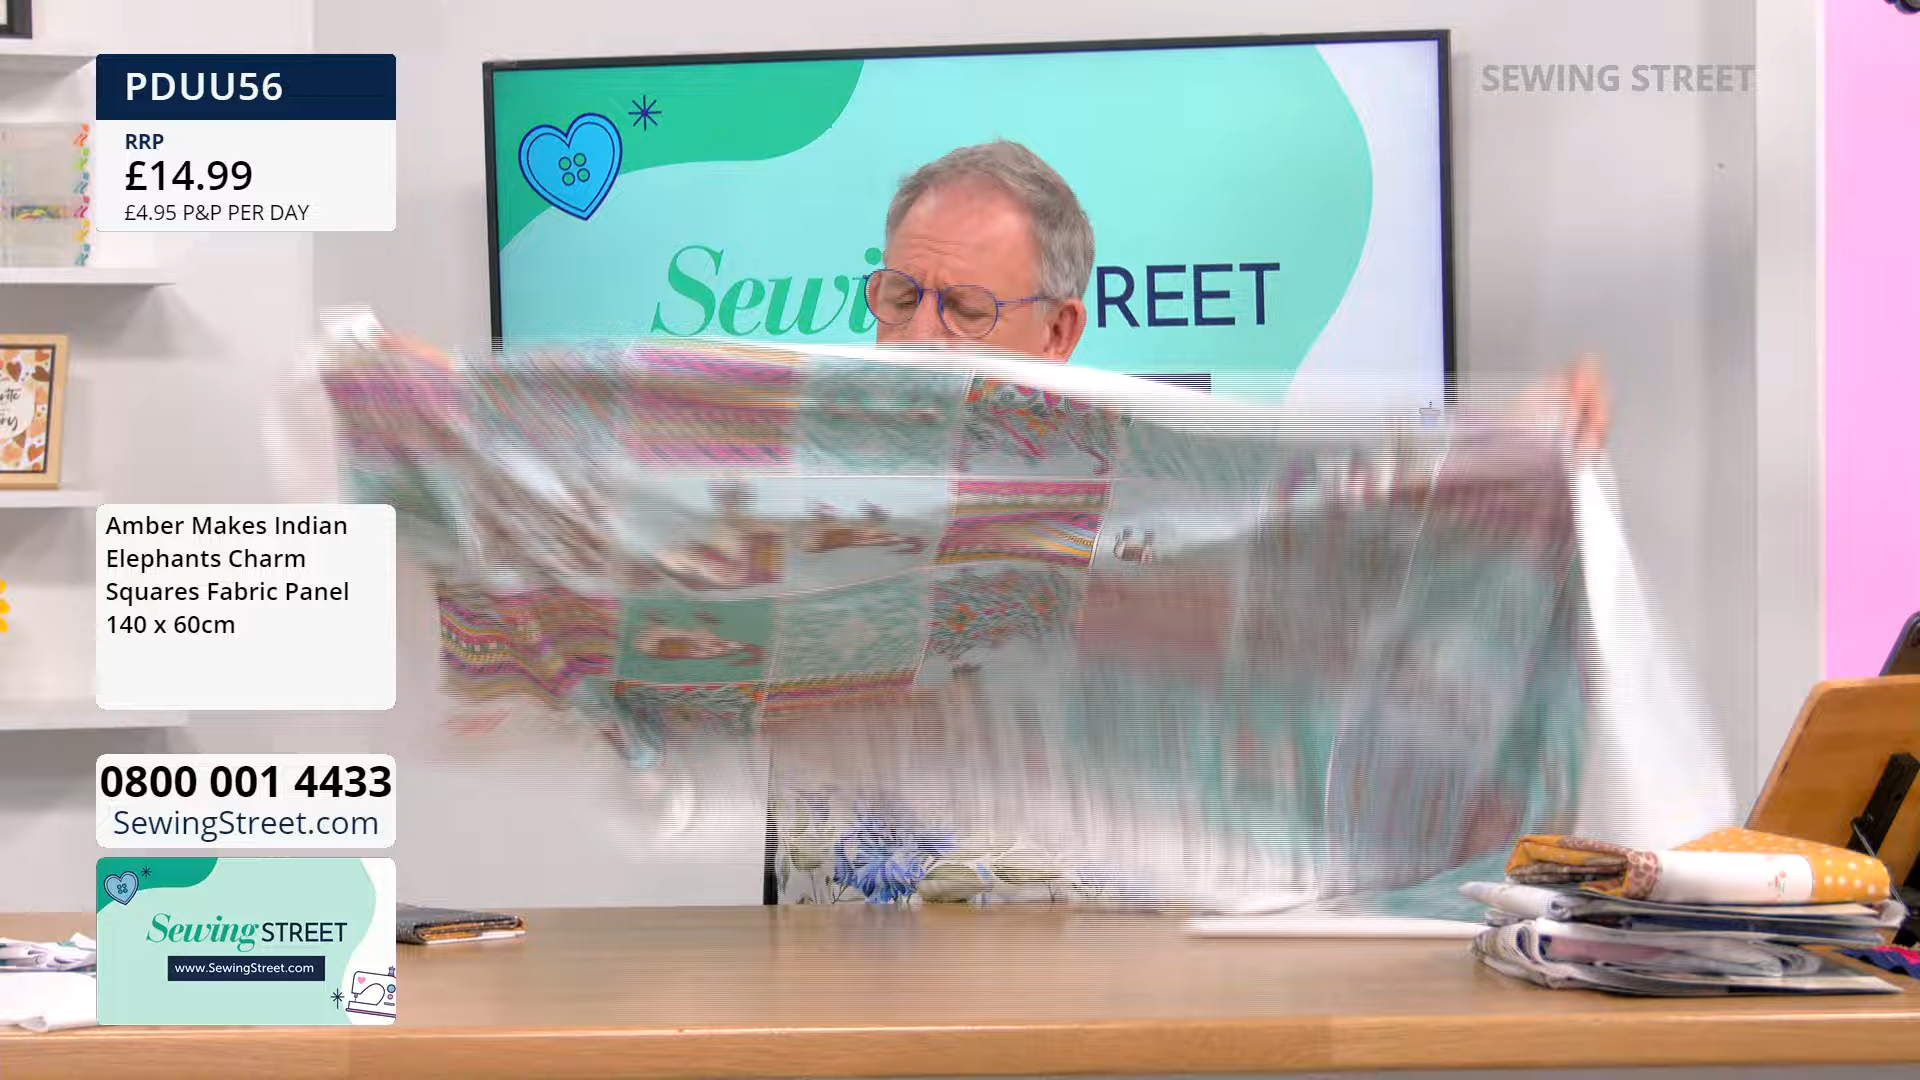 PDUU56
RRP
£14.99
£4.95 P&P PER DAY
SEWING STREET
Sewi
REET
Amber Makes Indian
Elephants Charm
Squares Fabric Panel
140 x 60cm
0800 001 4433
SewingStreet.com
Sewing STREET
www.SewingStreet.com